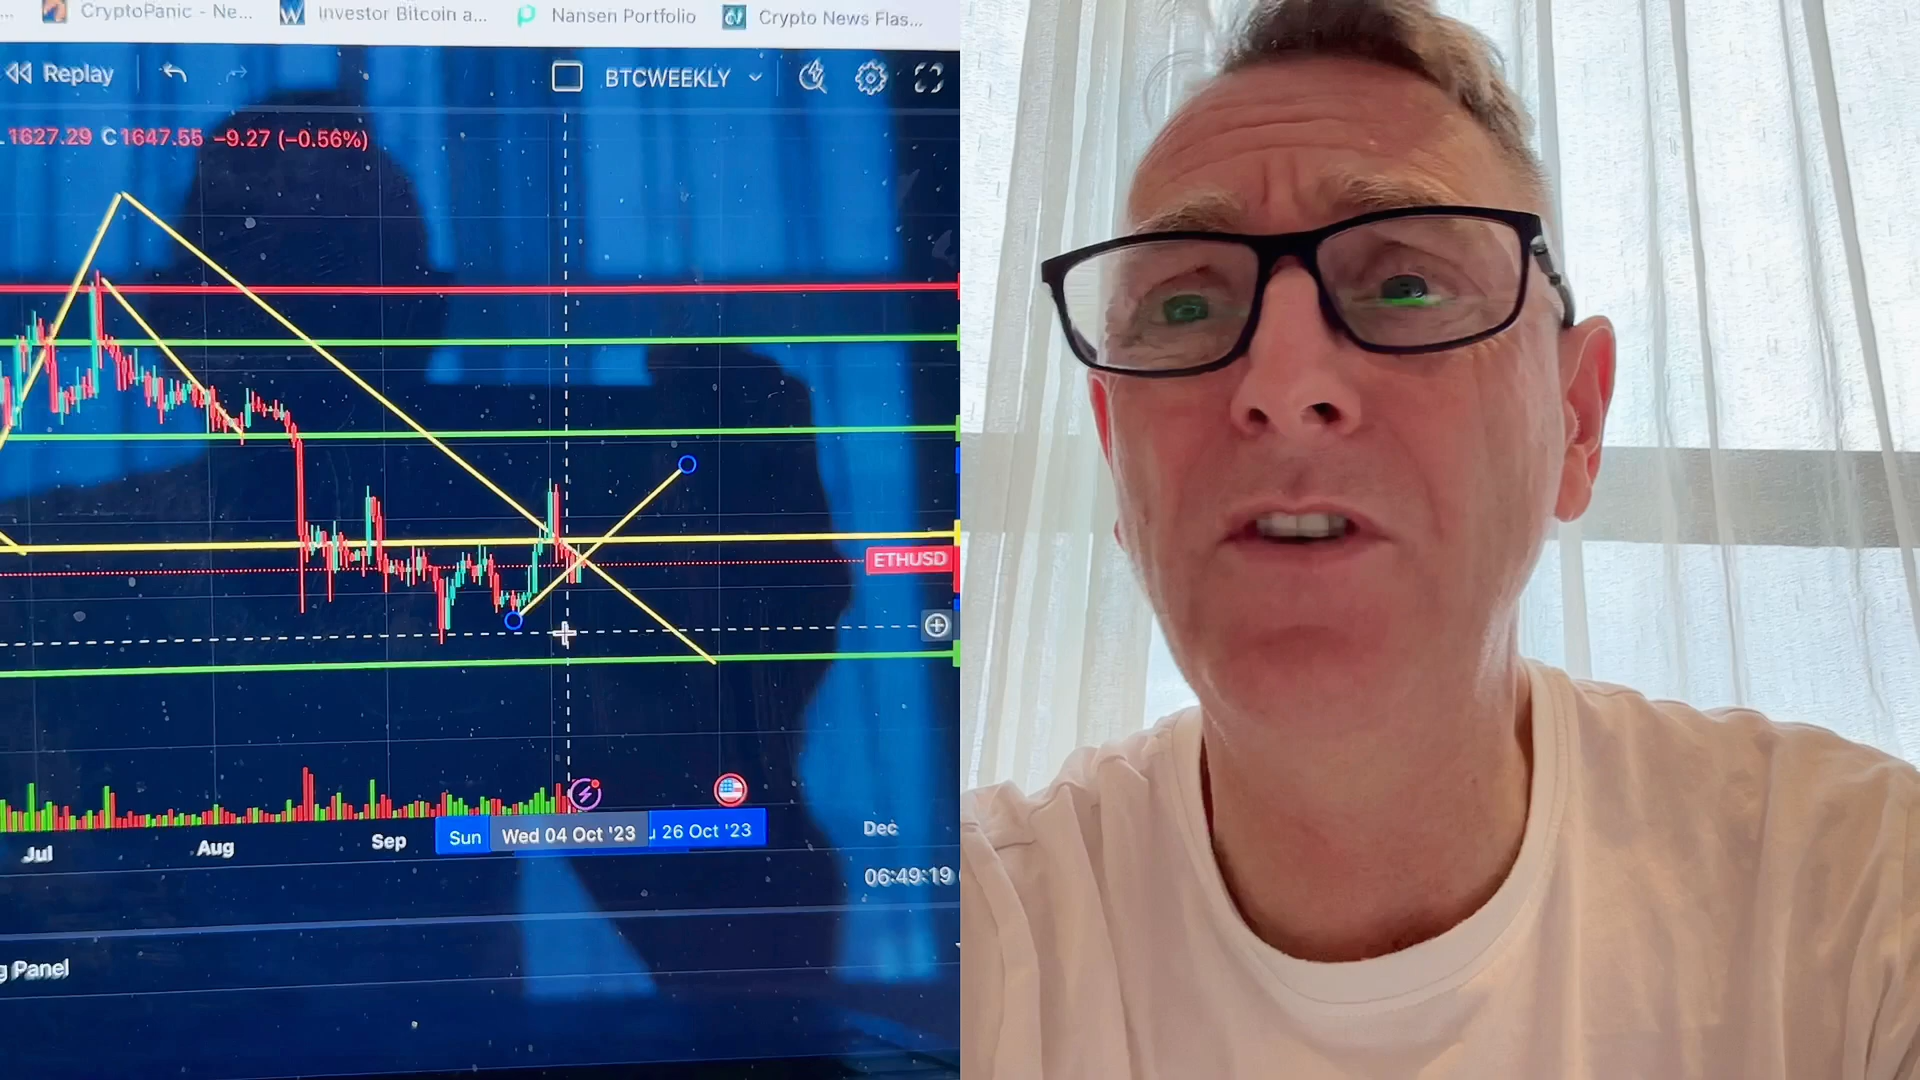 CryptoPanic - Ne...
Investor Bitcoin a...
Nansen Portfolio
Crypto News Flas...
Replay
BTCWEEKLY
1627.29 C1647.55 −9.27 (−0.56%)
ETHUSD
Sun
Wed 04 Oct '23
26 Oct '23
Jul
Aug
Sep
Dec
06:49:19
Panel